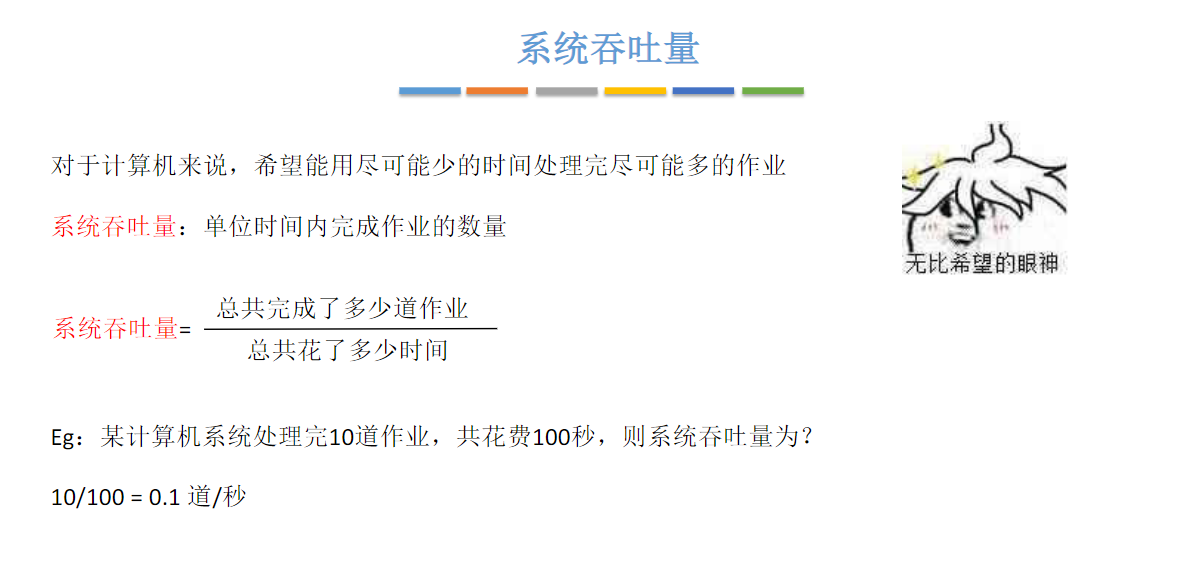 系统吞吐量
对于计算机来说，希望能用尽可能少的时间处理完尽可能多的作业
系统吞吐量：单位时间内完成作业的数量
无比希望的眼神
系统吞吐量=
总共完成了多少道作业
总共花了多少时间
Eg：某计算机系统处理完10道作业，共花费100秒，则系统吞吐量为？
10/100 = 0.1 道/秒